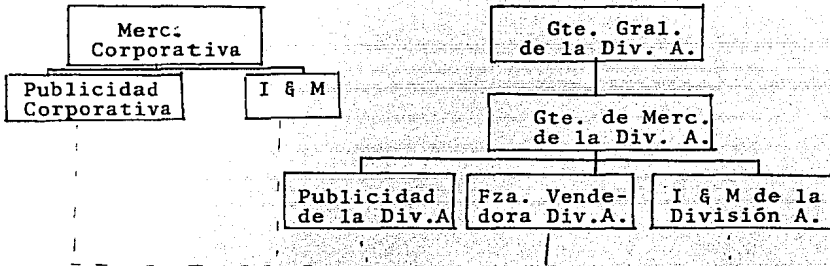 Merc.
Corporativa
Gte. Gral.
de la Div. A.
Publicidad
Corporativa
I & M
Gte. de Merc.
de la Div. A.
Publicidad
de la Div.A
Fza. Vende-
dora Div.A.
I & M de la
División A.